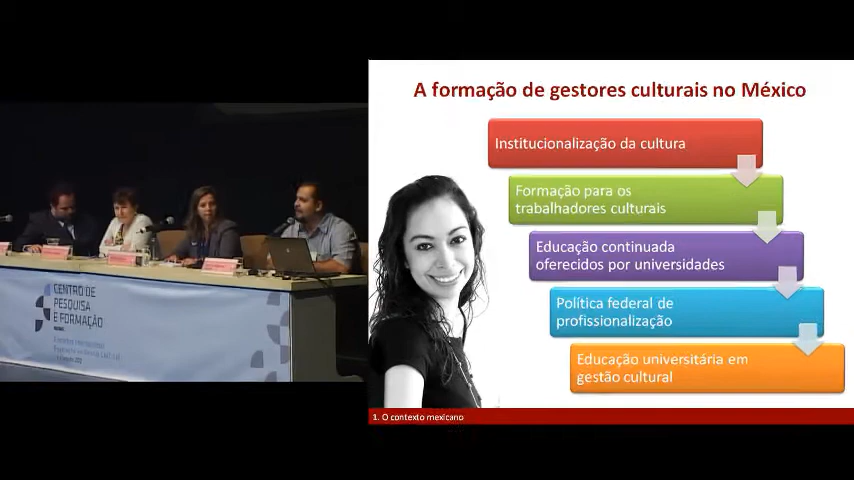 A formação de gestores culturais no México
Institucionalização da cultura
Formação para os
trabalhadores culturais
Educação continuada
oferecidos por universidades
Política federal de
profissionalização
Educação universitária em
gestão cultural
1. O contexto mexicano
CENTRO DE
PESQUISA
E FORMAÇÃO